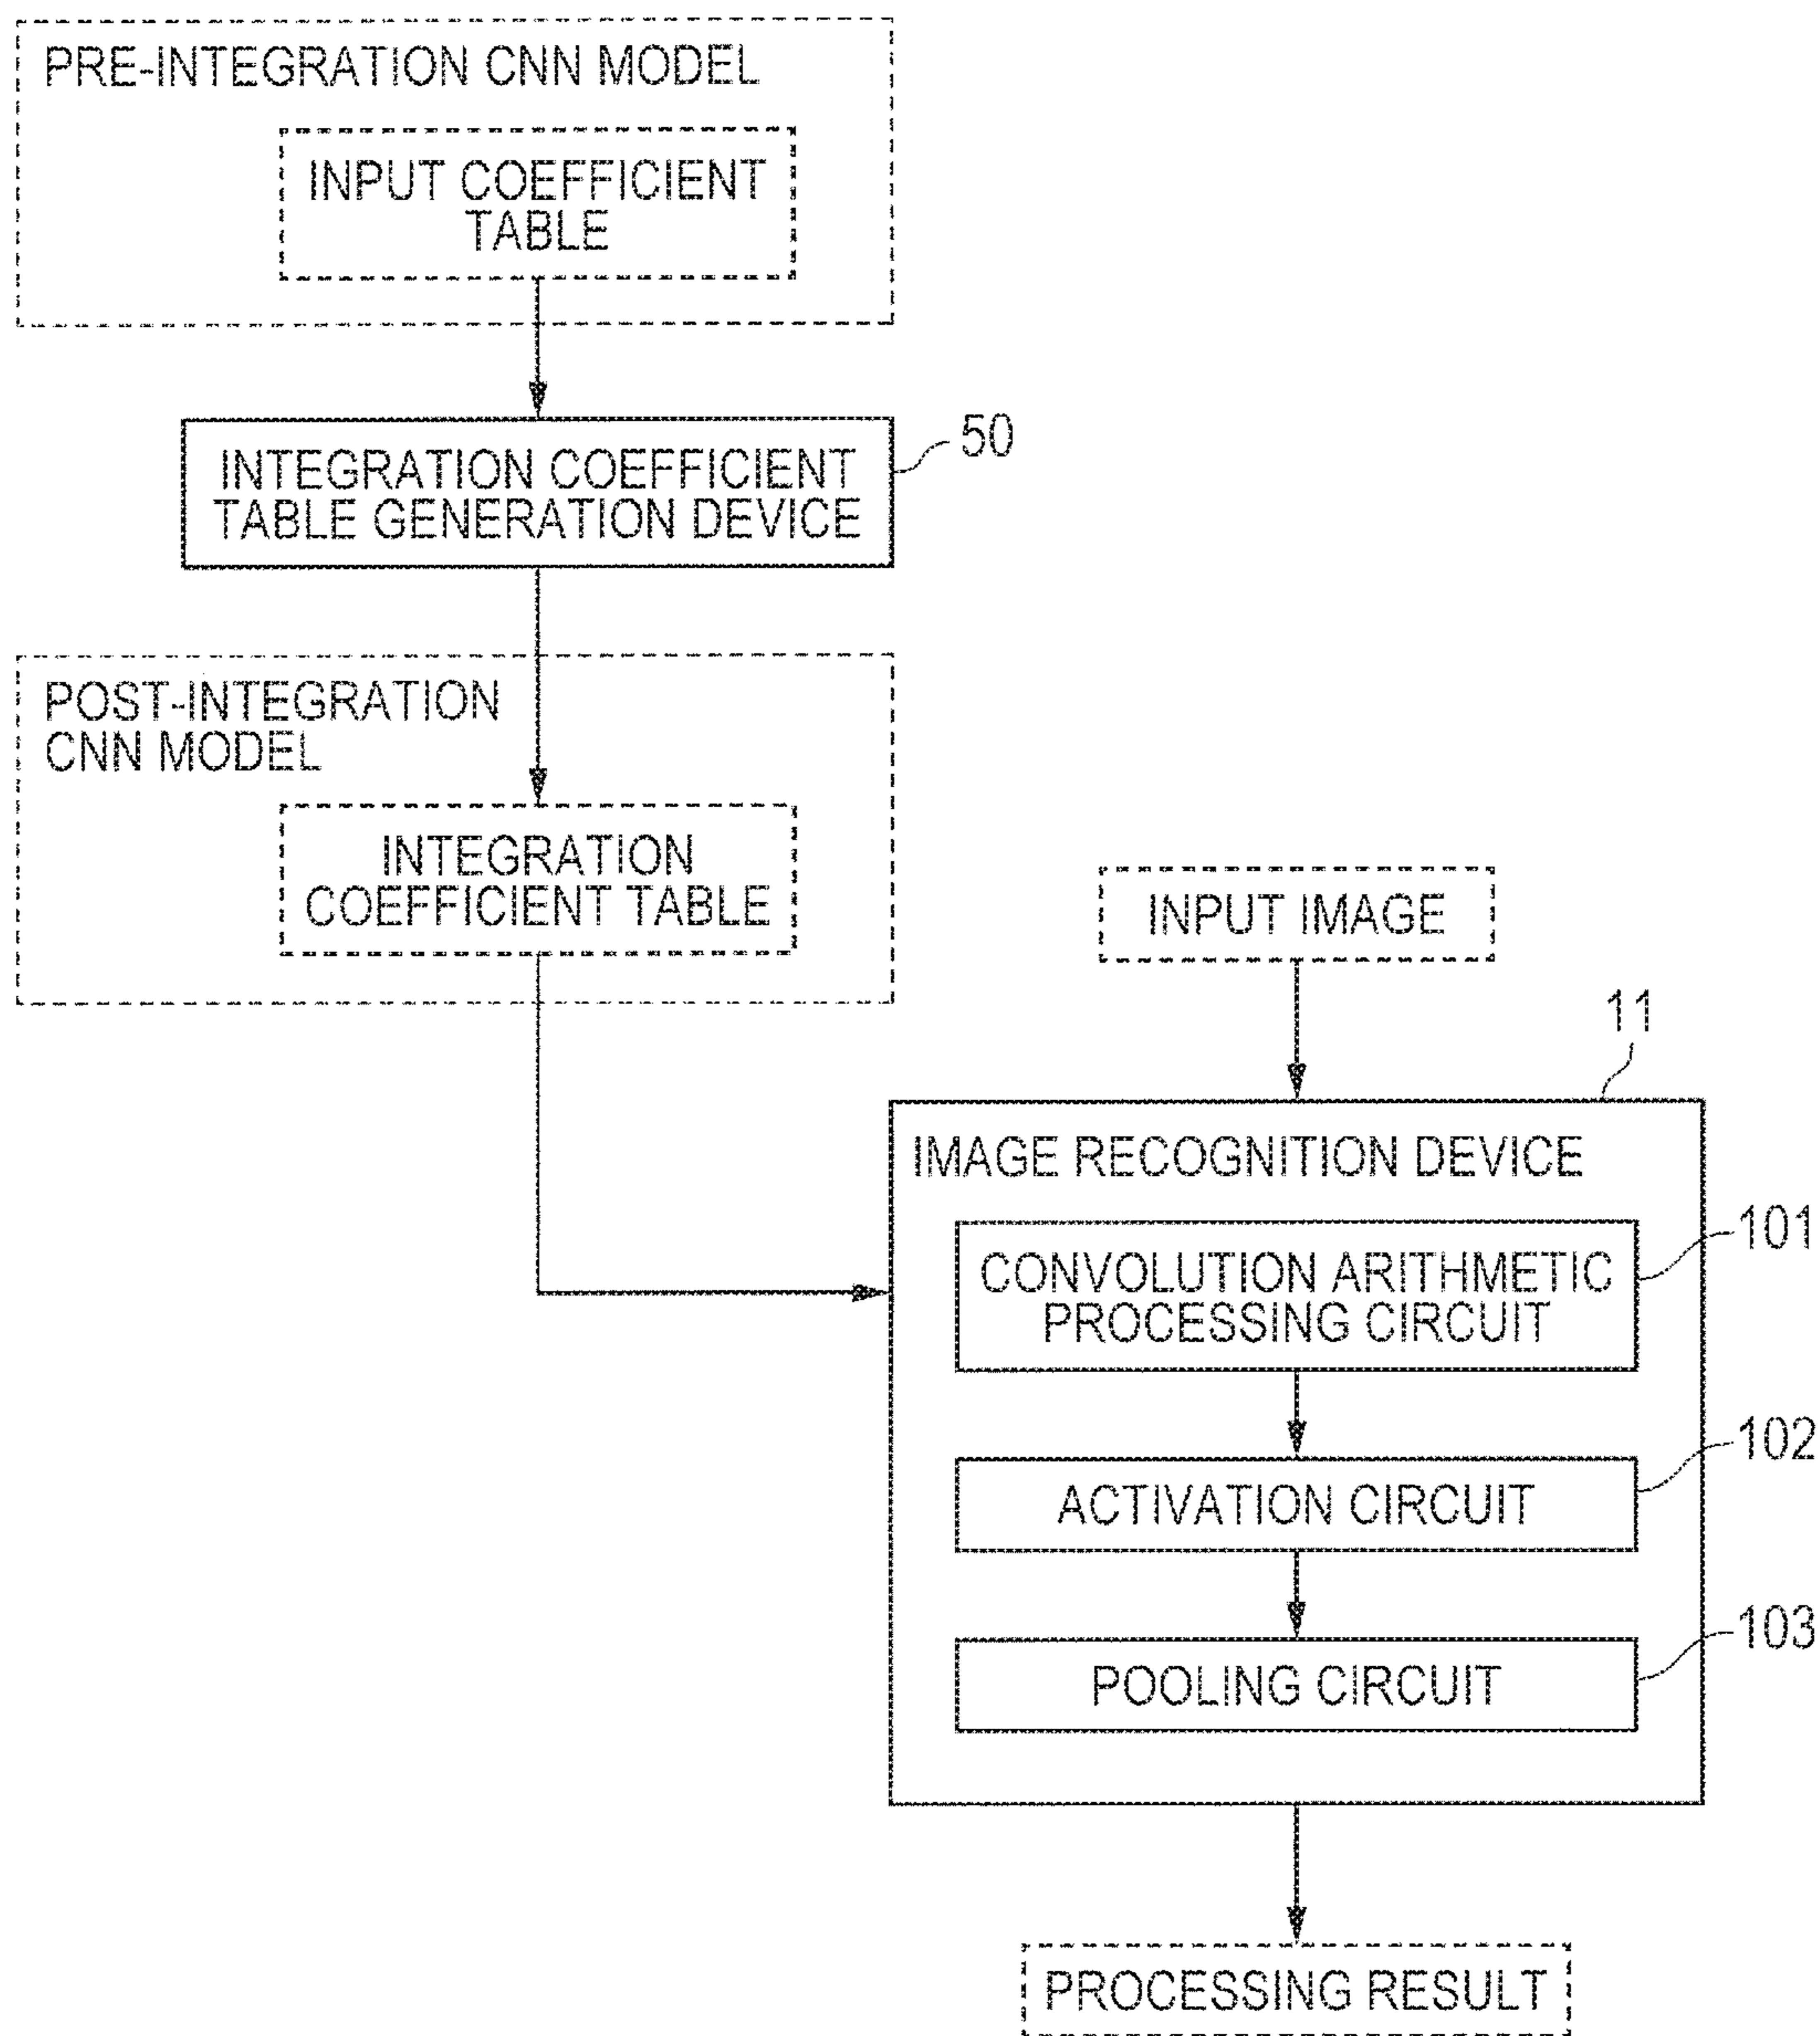 PRE-INTEGRATION CNN MODEL
INPUT COEFFICIENT
TABLE
50
INTEGRATION COEFFICIENT
TABLE GENERATION DEVICE
POST-INTEGRATION
CNN MODEL
INTEGRATION
COEFFICIENT TABLE
INPUT IMAGE
11
IMAGE RECOGNITION DEVICE
101
CONVOLUTION ARITHMETIC
PROCESSING CIRCUIT
102
ACTIVATION CIRCUIT
103
POOLING CIRCUIT
PROCESSING RESULT